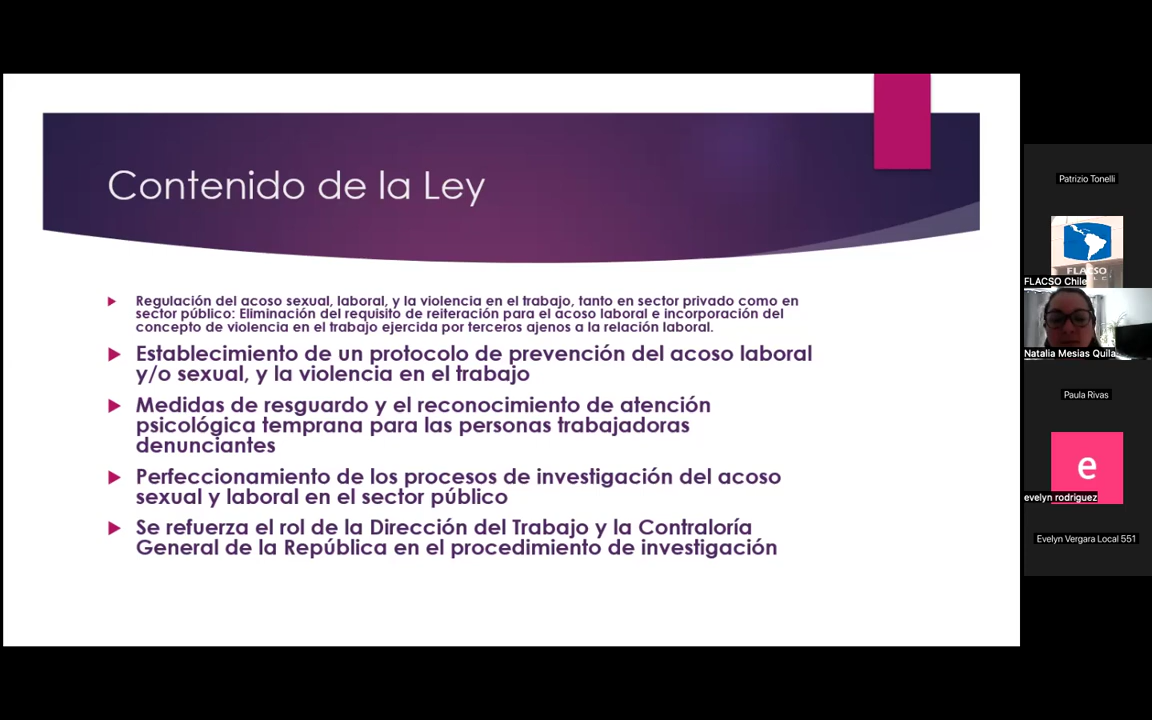 Contenido de la Ley
Regulación del acoso sexual, laboral, y la violencia en el trabajo, tanto en sector privado como en
sector público: Eliminación del requisito de reiteración para el acoso laboral e incorporación del
concepto de violencia en el trabajo ejercida por terceros ajenos a la relación laboral.
Establecimiento de un protocolo de prevención del acoso laboral
y/o sexual, y la violencia en el trabajo
Medidas de resguardo y el reconocimiento de atención
psicológica temprana para las personas trabajadoras
denunciantes
Perfeccionamiento de los procesos de investigación del acoso
sexual y laboral en el sector público
Se refuerza el rol de la Dirección del Trabajo y la Contraloría
General de la República en el procedimiento de investigación
Patrizio Tonelli
FLACSO
FLACSO Chile
Natalia Mesias Quila
Paula Rivas
e
evelyn rodriguez
Evelyn Vergara Local 551